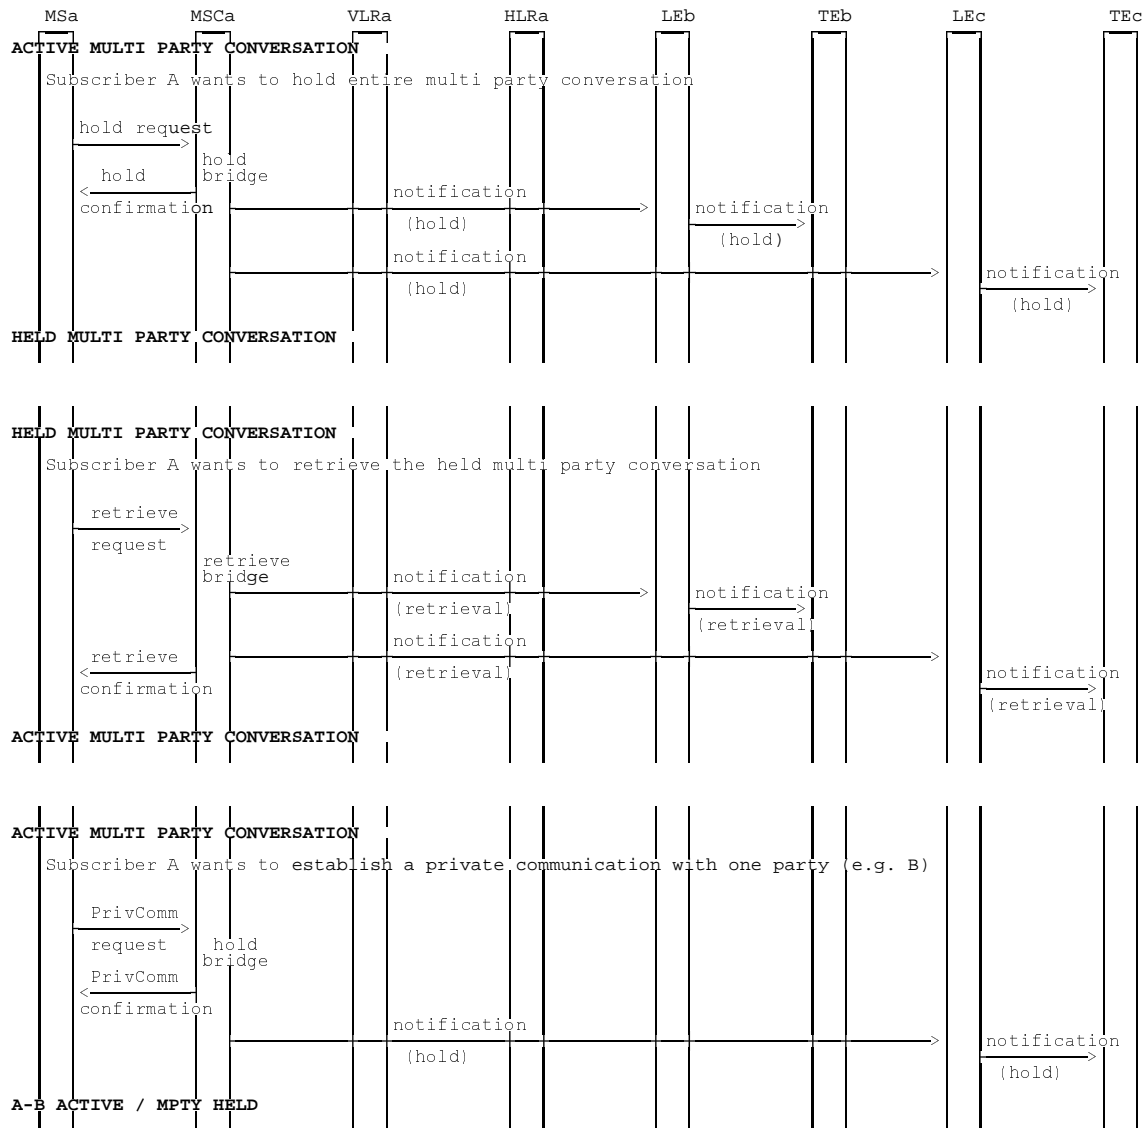 MSa MSCa VLRa HLRa LEb TEb LEc TEc
ACTIVE MULTI PARTY CONVERSATION
Subscriber A wants to hold entire multi party conversation
hold request
hold
bridge
hold
confirmation
notification
(hold)
notification
(hold)
notification
(hold)
notification
(hold)
HELD MULTI PARTY CONVERSATION
HELD MULTI PARTY CONVERSATION
Subscriber A wants to retrieve the held multi party conversation
retrieve
request
retrieve
bridge
notification
(retrieval)
notification
(retrieval)
notification
(retrieval)
retrieve
confirmation
notification
(retrieval)
ACTIVE MULTI PARTY CONVERSATION
ACTIVE MULTI PARTY CONVERSATION
Subscriber A wants to establish a private communication with one party (e.g. B)
PrivComm
request
hold
bridge
PrivComm
confirmation
notification
(hold)
notification
(hold)
A-B ACTIVE / MPTY HELD